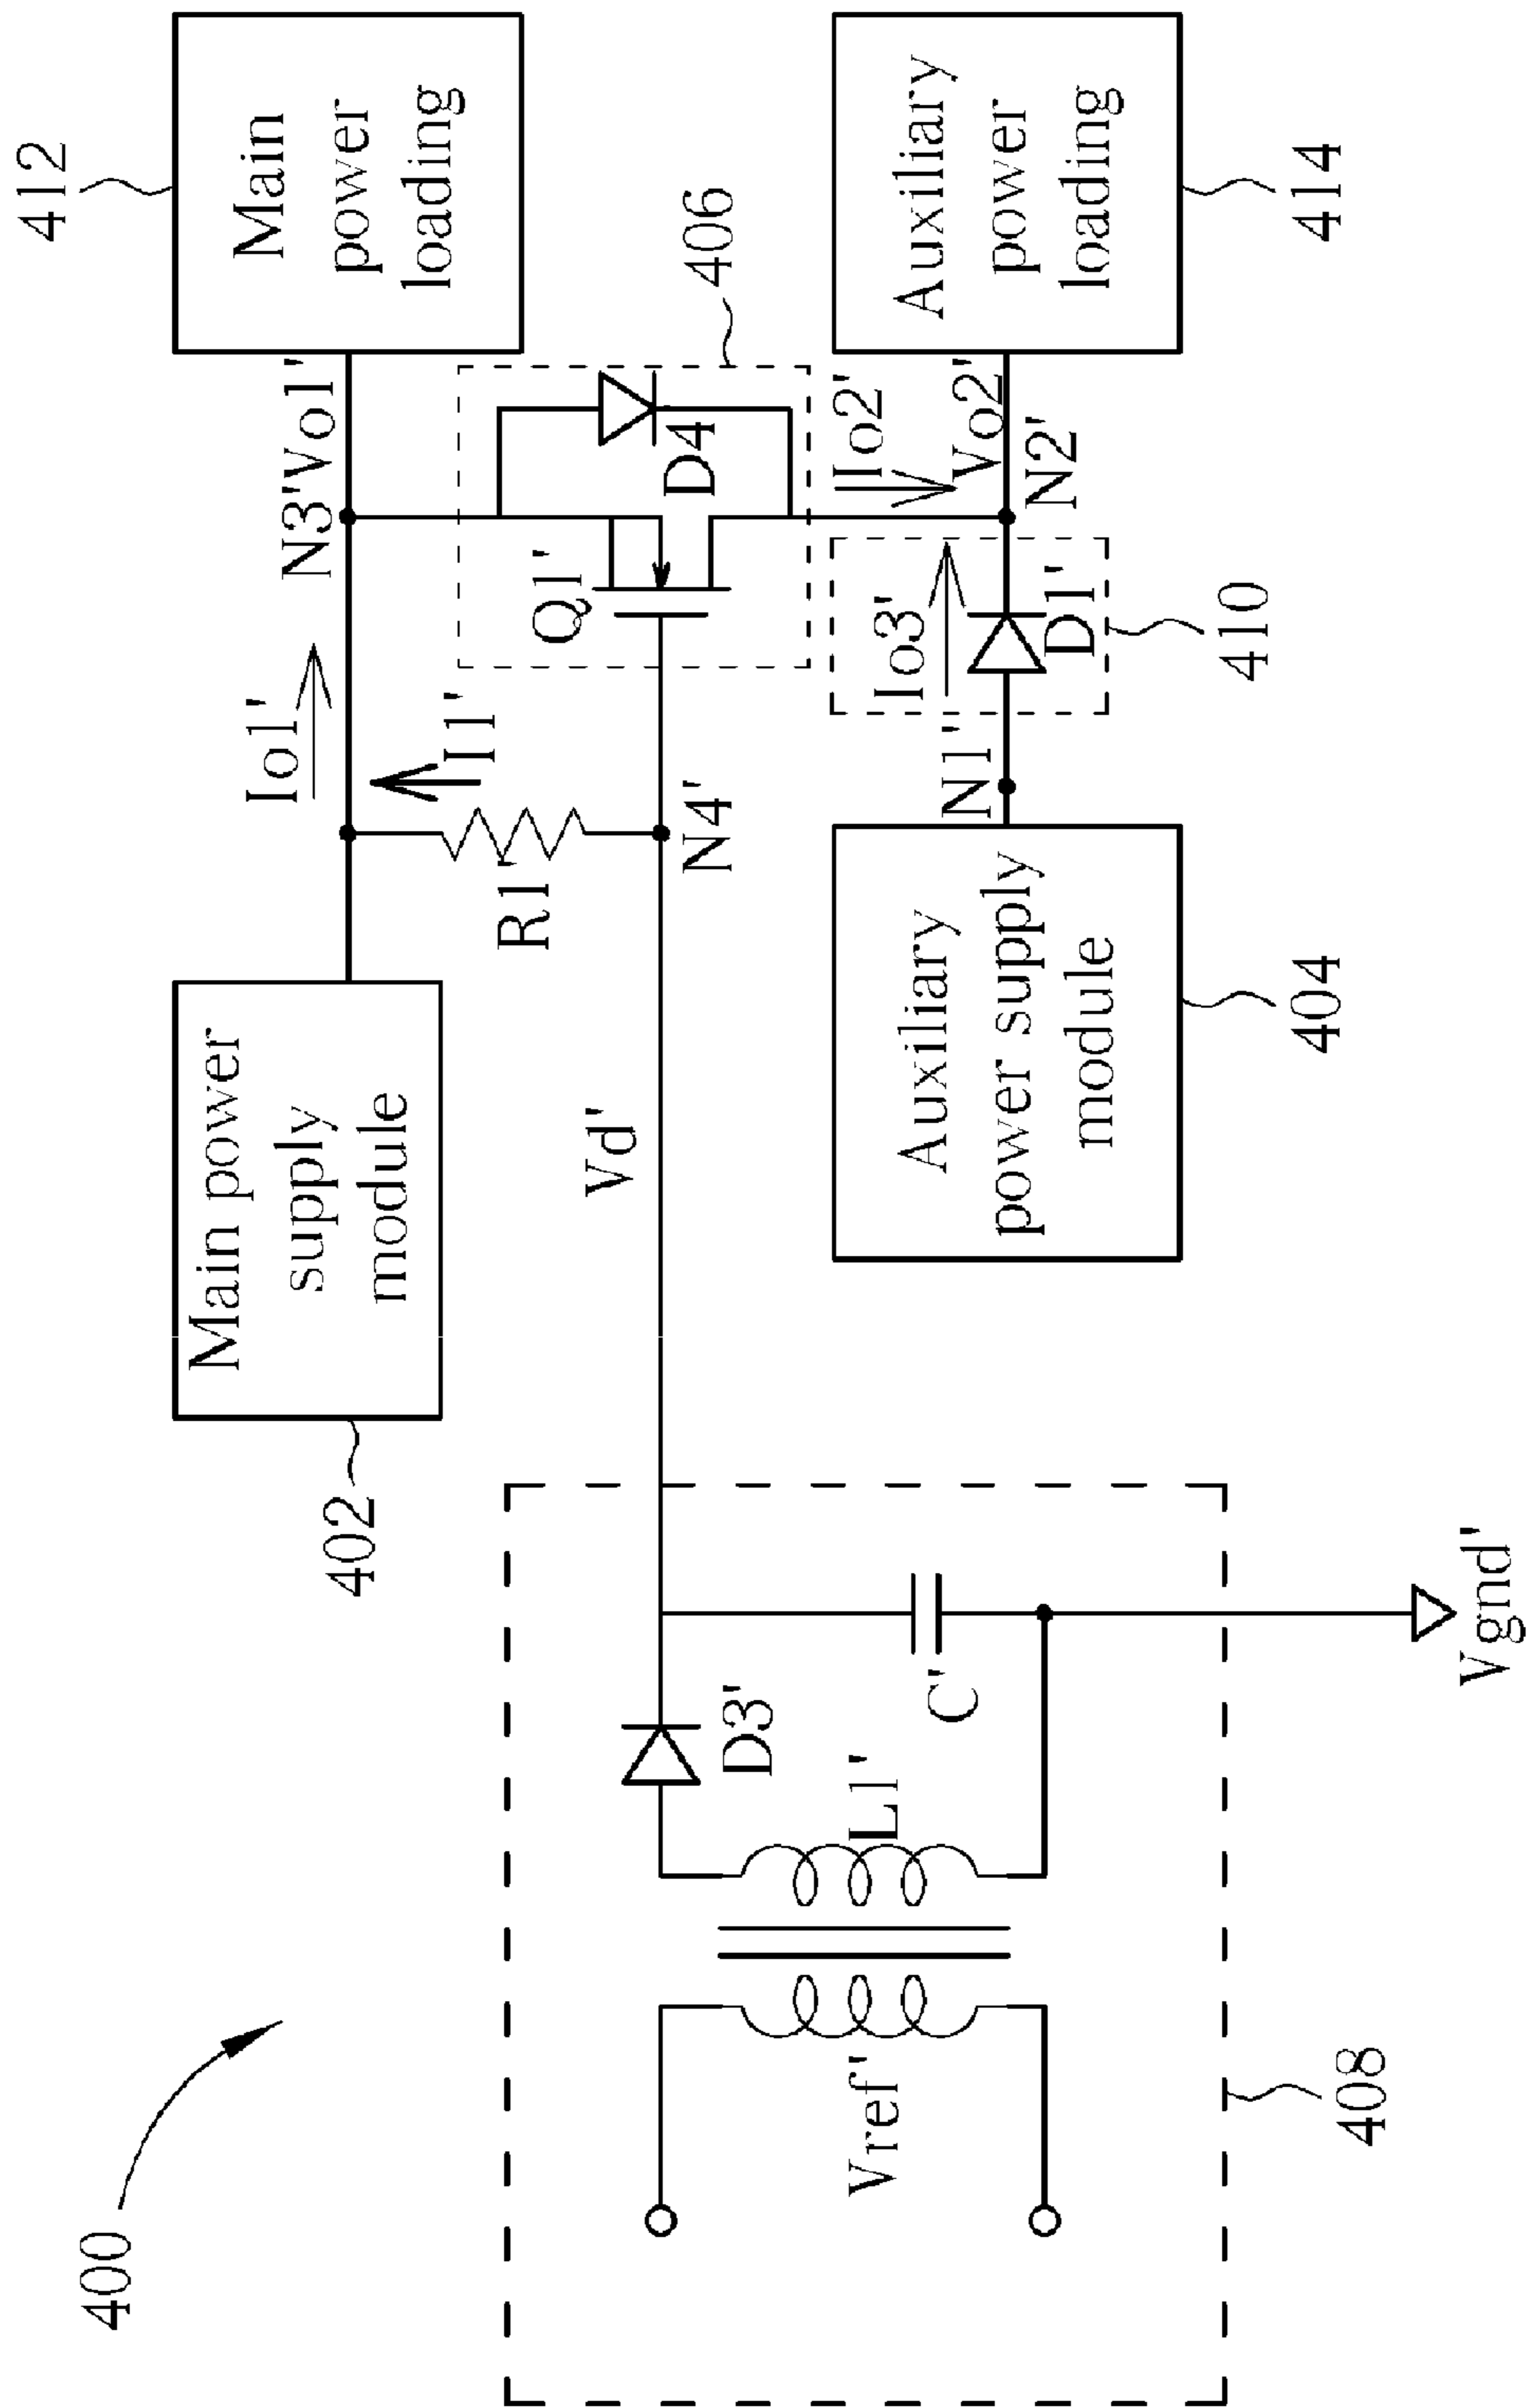 400
402
Main power
supply
module
Io1'
N3'
Vo1'
Main
power
loading
412
I1'
R1'
Q1'
D4
406
Vd'
N4'
D3'
L1'
C'
Vref'
408
Vgnd'
Auxiliary
power supply
module
404
N1'
Io3'
D1'
410
Io2'
Vo2'
N2'
Auxiliary
power
loading
414